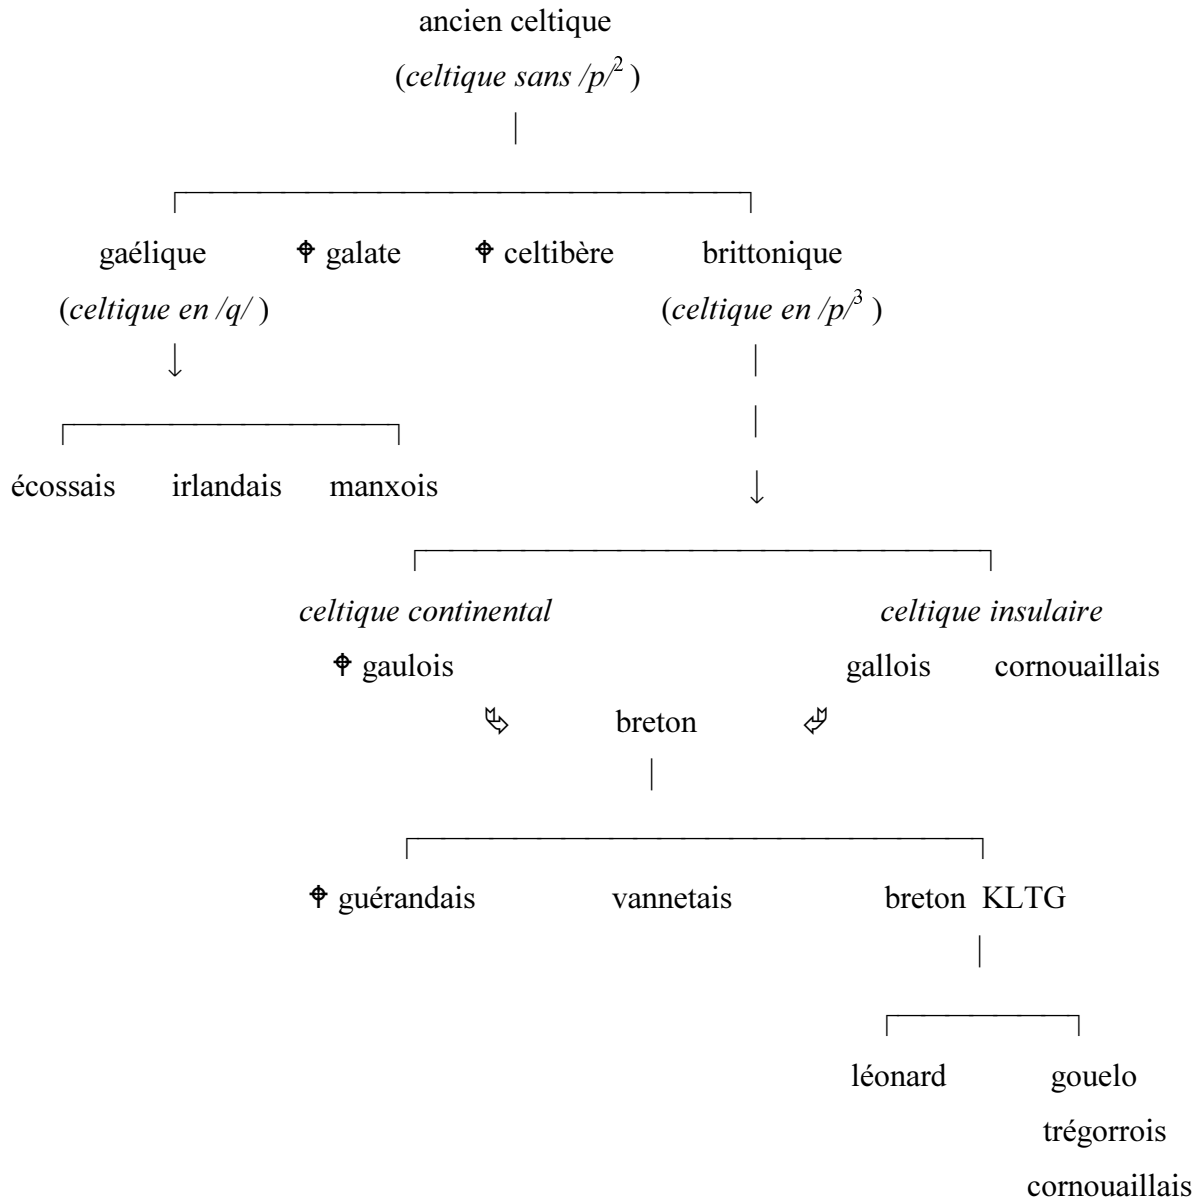 ancien celtique
(celtique sans /p/2 )
gaélique ⌖ galate ⌖ celtibère brittonique
(celtique en /q/ ) (celtique en /p/3 )
écossais irlandais manxois
celtique continental celtique insulaire
⌖ gaulois gallois cornouaillais
breton
⌖ guérandais vannetais breton KLTG
léonard gouelo
trégorrois
cornouaillais